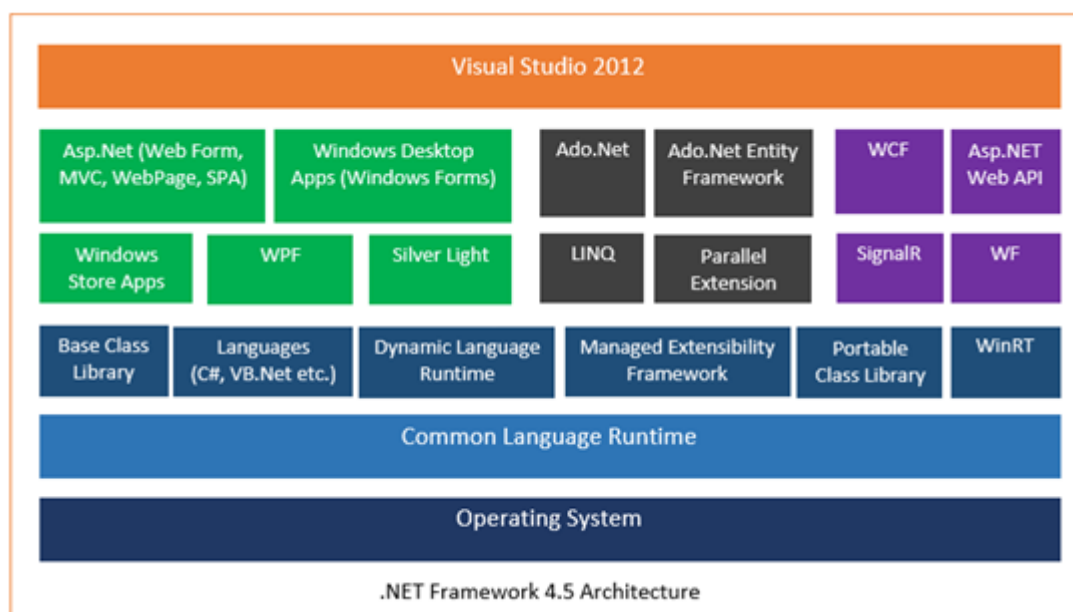 Visual Studio 2012
Asp.Net (Web Form,
MVC, WebPage, SPA)
Windows Desktop
Apps (Windows Forms)
Ado.Net
Ado.Net Entity
Framework
WCF
Asp.NET
Web API
Windows
Store Apps
WPF
Silver Light
LINQ
Parallel
Extension
SignalR
WF
Base Class
Library
Languages
(C#, VB.Net etc.)
Dynamic Language
Runtime
Managed Extensibility
Framework
Portable
Class Library
WinRT
Common Language Runtime
Operating System
.NET Framework 4.5 Architecture